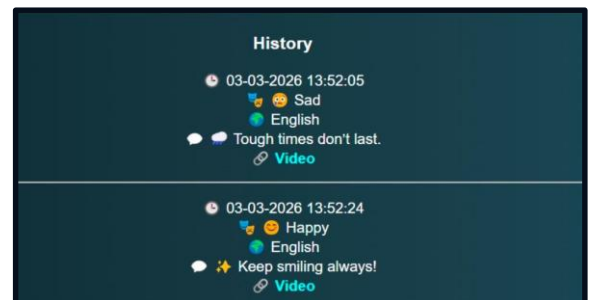 History
🕒 03-03-2026 13:52:05
🎭 😳 Sad
🌍 English
💬 🌧️ Tough times don't last.
🔗 Video
🕒 03-03-2026 13:52:24
🎭 😊 Happy
🌍 English
💬 ✨ Keep smiling always!
🔗 Video